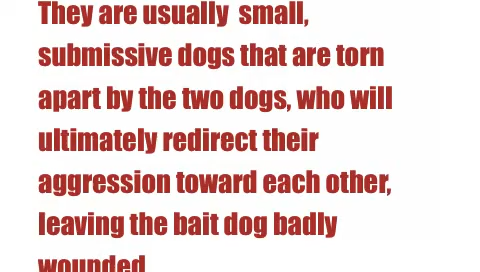 They are usually  small,
submissive dogs that are torn
apart by the two dogs, who will
ultimately redirect their
aggression toward each other,
leaving the bait dog badly
wounded